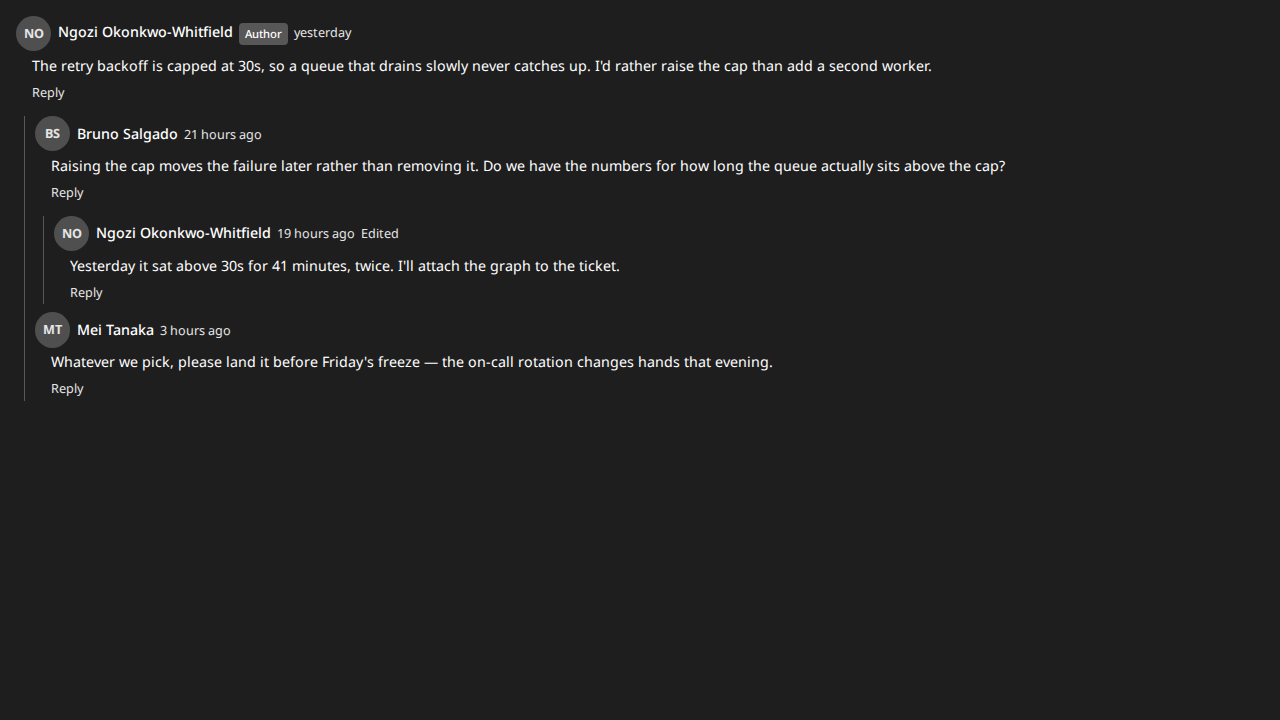 NO Ngozi Okonkwo-Whitfield Author yesterday
The retry backoff is capped at 30s, so a queue that drains slowly never catches up. I'd rather raise the cap than add a second worker.
Reply
BS Bruno Salgado 21 hours ago
Raising the cap moves the failure later rather than removing it. Do we have the numbers for how long the queue actually sits above the cap?
Reply
NO Ngozi Okonkwo-Whitfield 19 hours ago Edited
Yesterday it sat above 30s for 41 minutes, twice. I'll attach the graph to the ticket.
Reply
MT Mei Tanaka 3 hours ago
Whatever we pick, please land it before Friday's freeze — the on-call rotation changes hands that evening.
Reply